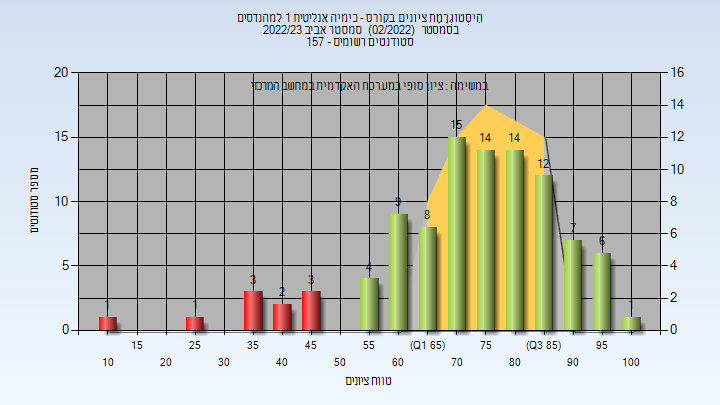 היסטוגרמת ציונים בקורס - כימיה אנליטית 1 למהנדסים
בסמסטר (02/2022) סמסטר אביב 2022/23
סטודנטים רשומים - 157
במשימה : ציון סופי במערכת האקדמית במחשב המרכזי
מספר סטודנטים
20
15
10
5
0
16
14
12
10
8
6
4
2
0
1 1 3 2 3 4 9 8 15 14 14 12 7 6 1
15 25 35 45 55 (Q1 65) 75 (Q3 85) 95
10 20 30 40 50 60 70 80 90 100
טווח ציונים